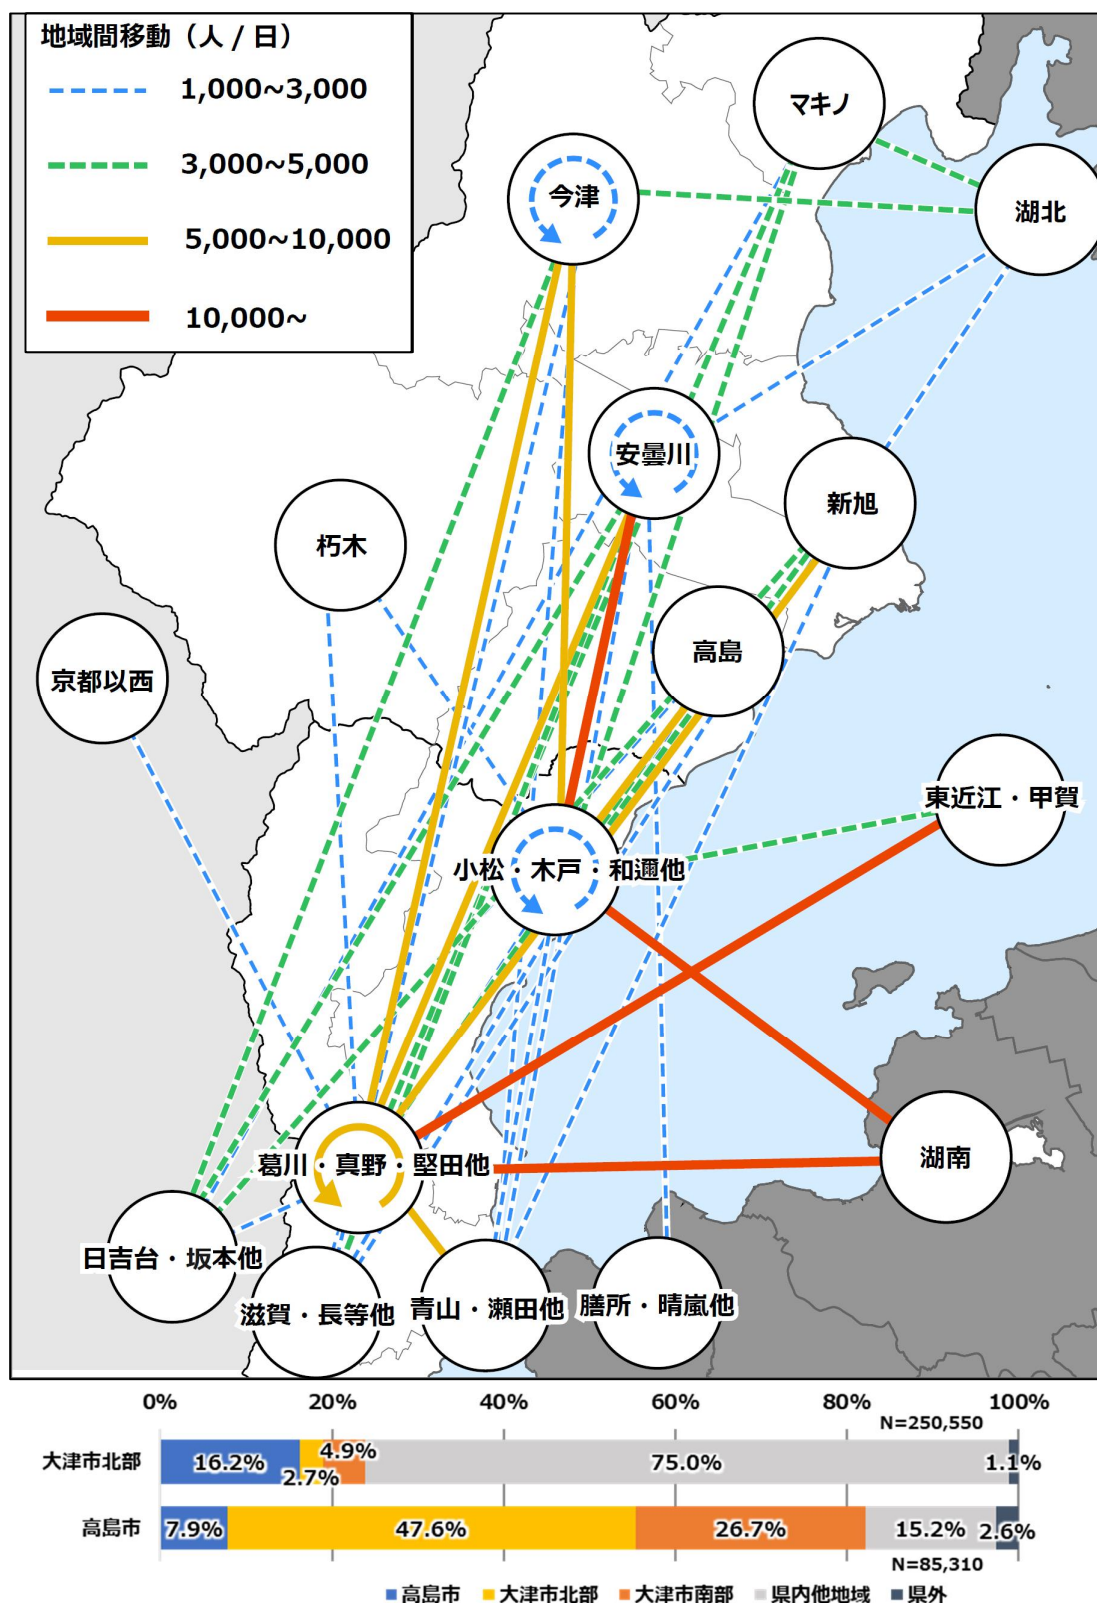 地域間移動（人 / 日）
1,000~3,000
3,000~5,000
5,000~10,000
10,000~
マキノ
今津
湖北
安曇川
新旭
朽木
高島
京都以西
東近江・甲賀
小松・木戸・和邇他
湖南
葛川・真野・堅田他
日吉台・坂本他
滋賀・長等他
青山・瀬田他
膳所・晴嵐他
0% 20% 40% 60% 80% 100%
N=250,550
大津市北部 16.2% 2.7% 4.9% 75.0% 1.1%
高島市 7.9% 47.6% 26.7% 15.2% 2.6%
N=85,310
高島市 大津市北部 大津市南部 県内他地域 県外